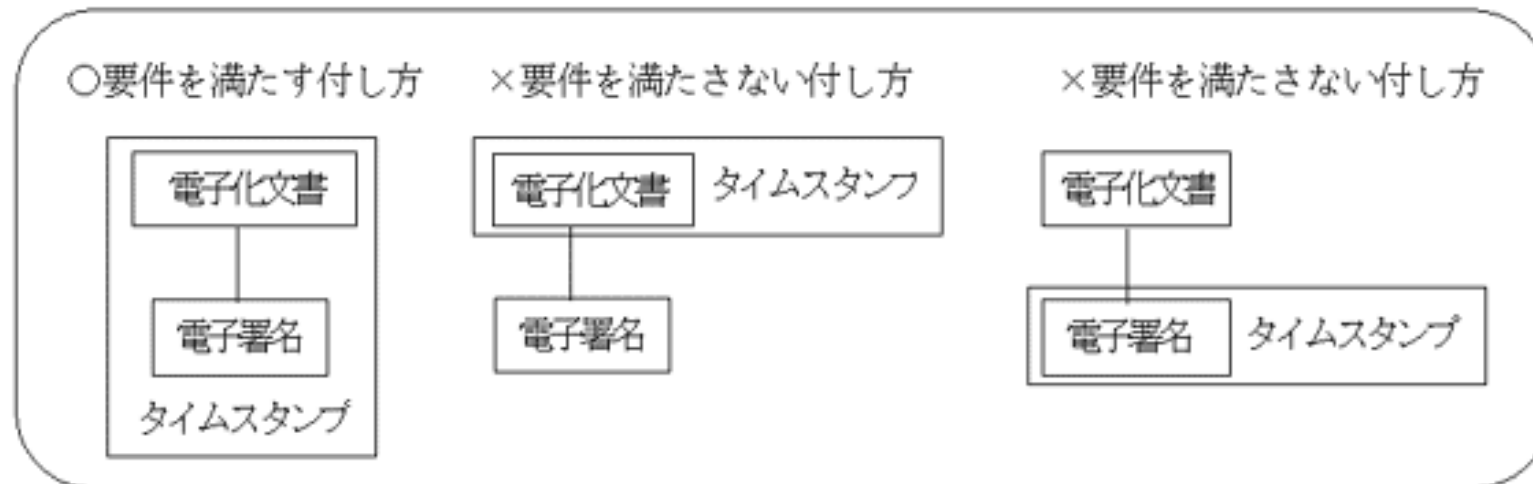 ○要件を満たす付し方
×要件を満たさない付し方
×要件を満たさない付し方
電子化文書
電子署名
タイムスタンプ
電子化文書
タイムスタンプ
電子署名
電子化文書
電子署名
タイムスタンプ